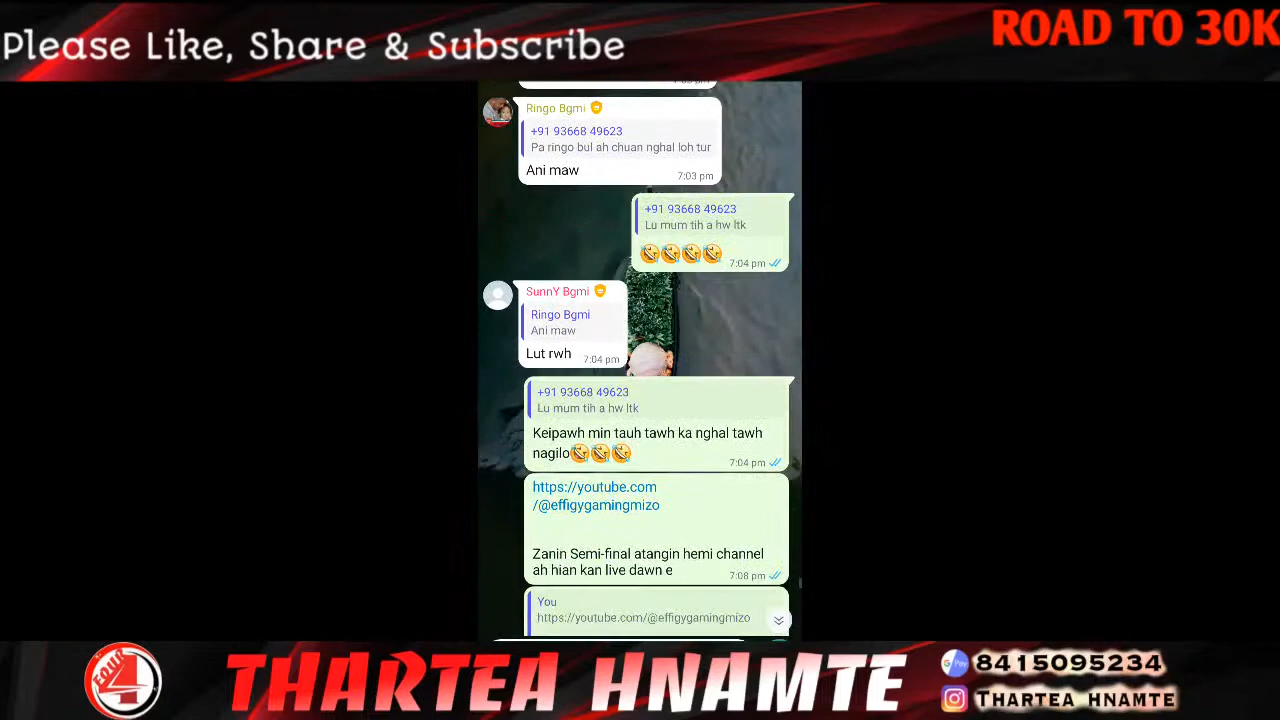 Please Like, Share & Subscribe
ROAD TO 30K
Ringo Bgmi
+91 93668 49623
Pa ringo bul ah chuan nghal loh tur
Ani maw
7:03 pm
+91 93668 49623
Lu mum tih a hw ltk
🤣🤣🤣🤣
7:04 pm
SunnY Bgmi
Ringo Bgmi
Ani maw
Lut rwh
7:04 pm
+91 93668 49623
Lu mum tih a hw ltk
Keipawh min tauh tawh ka nghal tawh
nagilo🤣🤣🤣
7:04 pm
https://youtube.com
/@effigygamingmizo
Zanin Semi-final atangin hemi channel
ah hian kan live dawn e
7:08 pm
You
https://youtube.com/@effigygamingmizo
FOUR
4
THARTEA HNAMTE
G Pay
8415095234
THARTEA HNAMTE